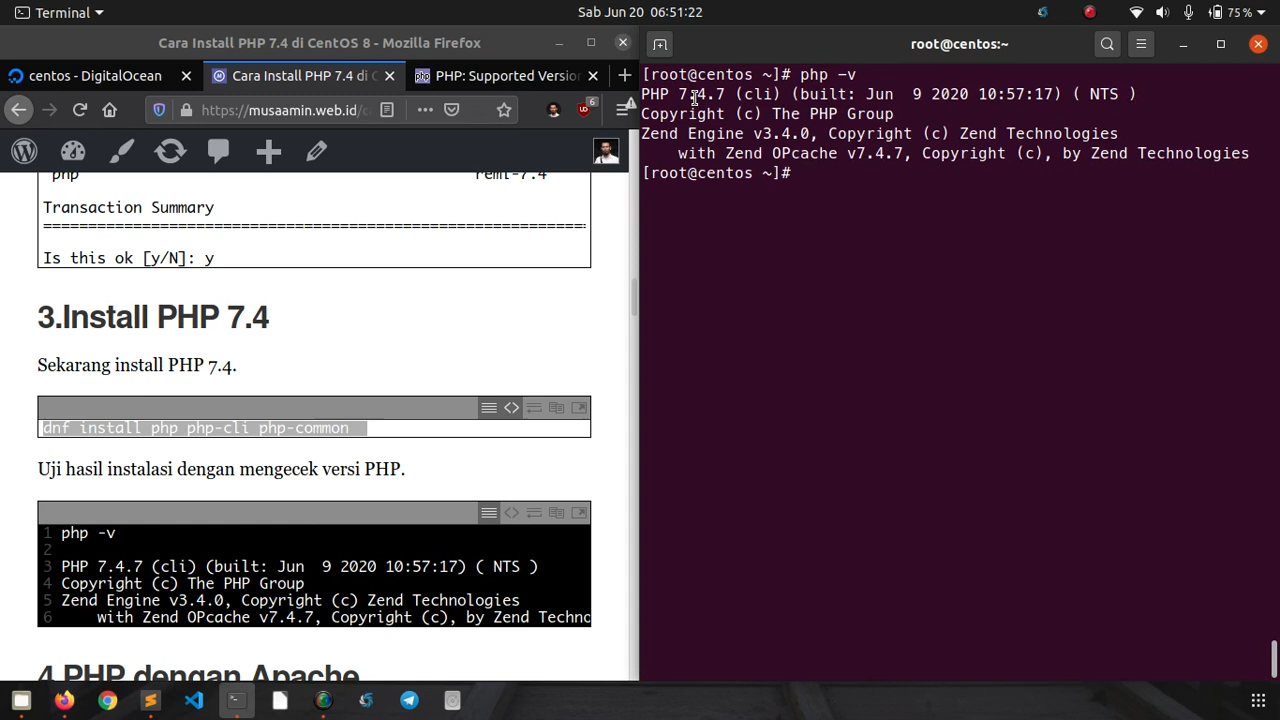 Terminal
Sab Jun 20 06:51:22
75 %
Cara Install PHP 7.4 di CentOS 8 - Mozilla Firefox
centos - DigitalOcean
Cara Install PHP 7.4 di C
PHP: Supported Version
https://musaamin.web.id/c
6
php remi-7.4
Transaction Summary
================================================================
Is this ok [y/N]: y
3.Install PHP 7.4
Sekarang install PHP 7.4.
dnf install php php-cli php-common
Uji hasil instalasi dengan mengecek versi PHP.
1 php -v
2
3 PHP 7.4.7 (cli) (built: Jun  9 2020 10:57:17) ( NTS )
4 Copyright (c) The PHP Group
5 Zend Engine v3.4.0, Copyright (c) Zend Technologies
6     with Zend OPcache v7.4.7, Copyright (c), by Zend Techno
4.PHP dengan Apache
root@centos:~
[root@centos ~]# php -v
PHP 7.4.7 (cli) (built: Jun  9 2020 10:57:17) ( NTS )
Copyright (c) The PHP Group
Zend Engine v3.4.0, Copyright (c) Zend Technologies
    with Zend OPcache v7.4.7, Copyright (c), by Zend Technologies
[root@centos ~]#